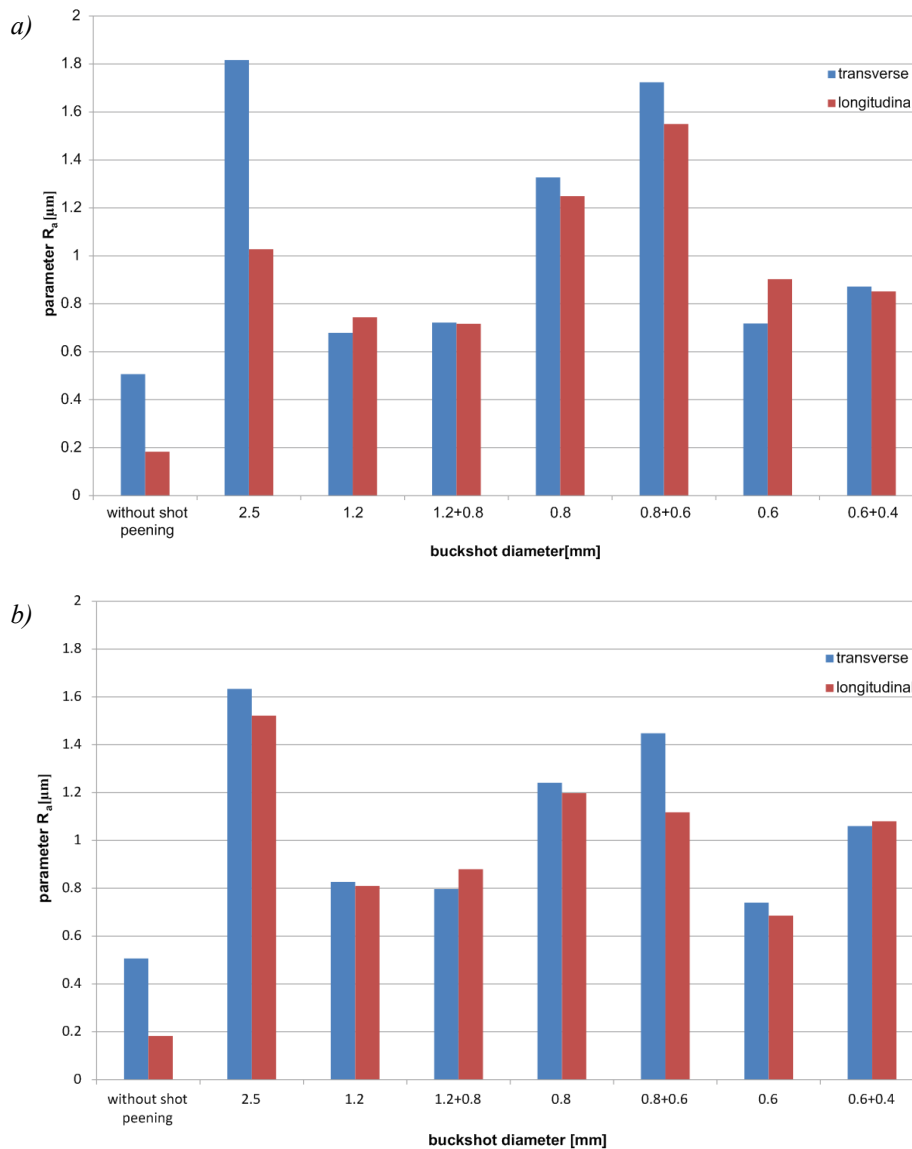 a)
2
1.8
1.6
1.4
1.2
1
0.8
0.6
0.4
0.2
0
parameter Ra[μm]
transverse
longitudinal
without shot
peening
2.5
1.2
1.2+0.8
0.8
0.8+0.6
0.6
0.6+0.4
buckshot diameter[mm]
b)
2
1.8
1.6
1.4
1.2
1
0.8
0.6
0.4
0.2
0
parameter Ra[μm]
transverse
longitudinal
without shot
peening
2.5
1.2
1.2+0.8
0.8
0.8+0.6
0.6
0.6+0.4
buckshot diameter [mm]